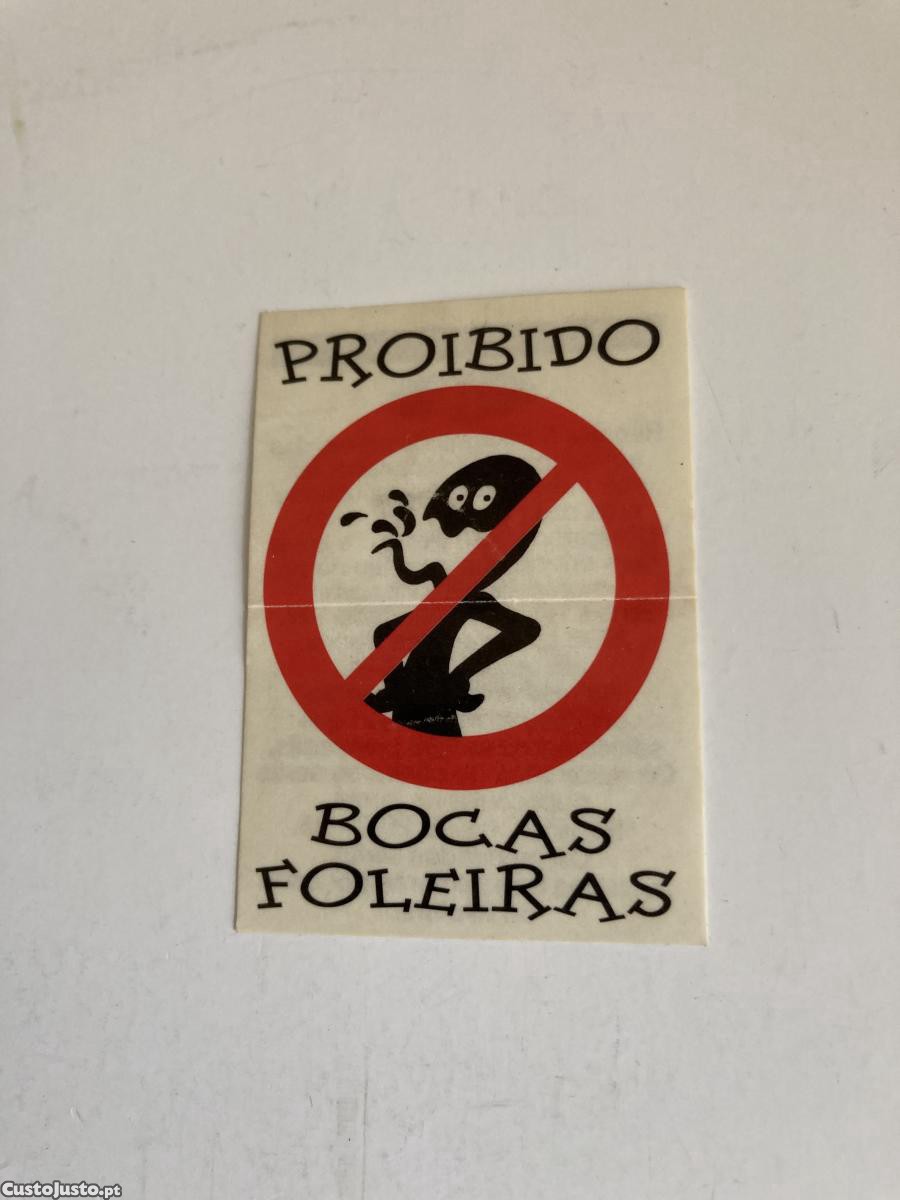 PROIBIDO
BOCAS
FOLEIRAS
CustoJusto.pt